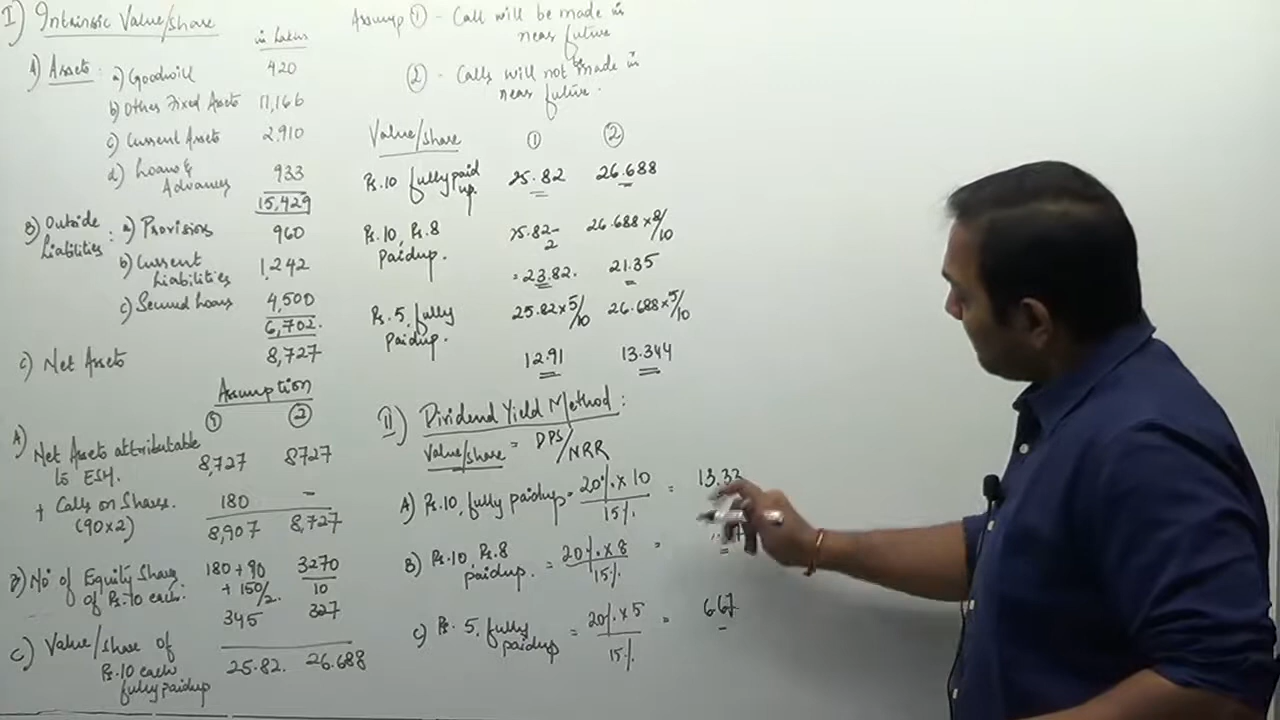 I) Intrinsic Value/share
in Lakhs
A) Assets : a) Goodwill 420
b) Other Fixed Assets 11,166
c) Current Assets 2,910
d) Loans & Advances 933
15,429
B) Outside Liabilities : a) Provisions 960
b) Current Liabilities 1,242
c) Secured Loans 4,500
6,702.
C) Net Assets 8,727
Assumption
① ②
A) Net Assets attributable to ESH. 8,727 8727
+ Calls on Shares. 180 –
(90×2) 8,907 8,727
B) No. of Equity Shares 180 + 90 3270
of Rs.10 each: + 150/2. 10
345 327
C) Value/share of
Rs.10 each 25.82. 26.688
fully paidup
Assump ① - Call will be made in
near future
② - Calls will not be made in
near future.
Value/share ① ②
Rs.10 fully paid up. 25.82 26.688
Rs.10, Rs.8 25.82- 26.688×8/10
paidup. 2
= 23.82. 21.35
Rs. 5, fully 25.82×5/10 26.688×5/10
paidup.
12.91 13.344
II) Dividend Yield Method :
Value/share = DPS/NRR
A) Rs.10, fully paidup = 20%×10 = 13.33
15%.
B) Rs.10, Rs.8 = 20%×8 =
paidup. 15%.
C) Rs. 5, fully = 20%×5 = 6.67
paidup 15%.